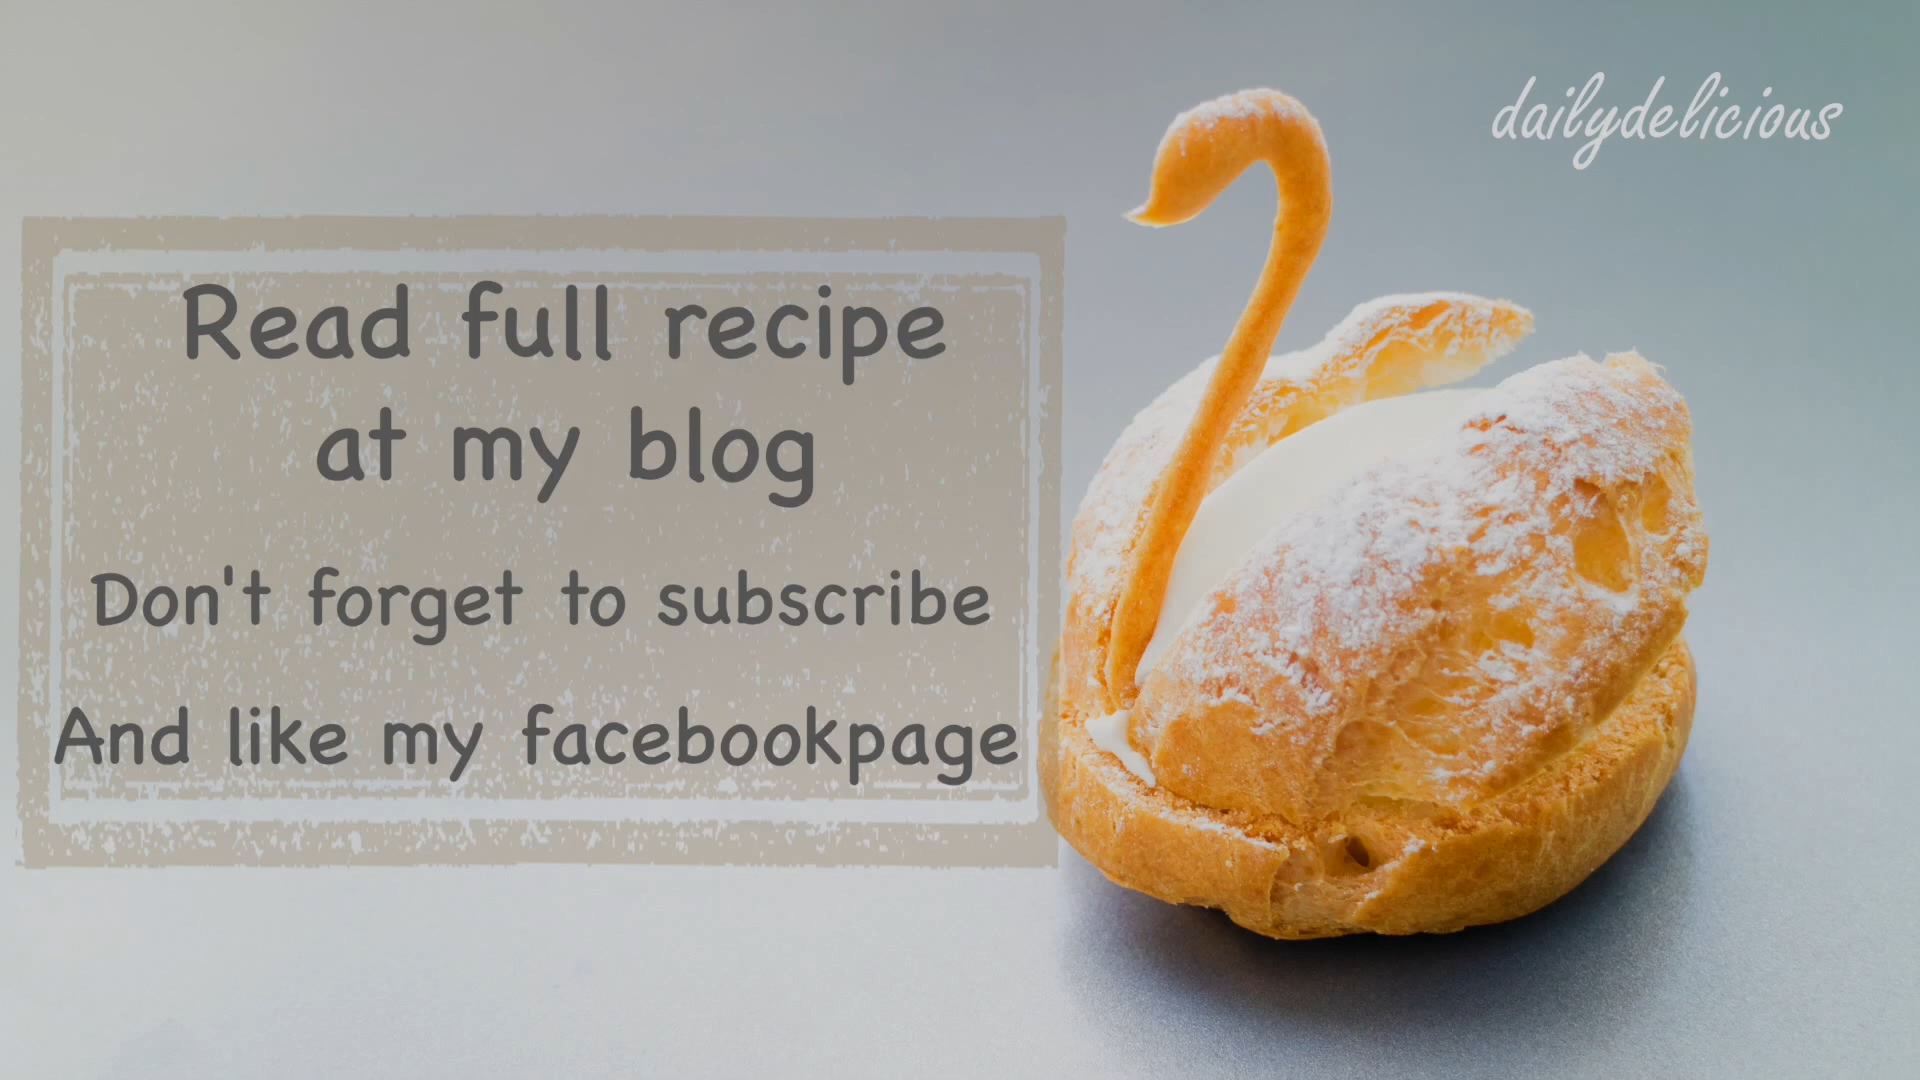 dailydelicious
Read full recipe
at my blog
Don't forget to subscribe
And like my facebookpage